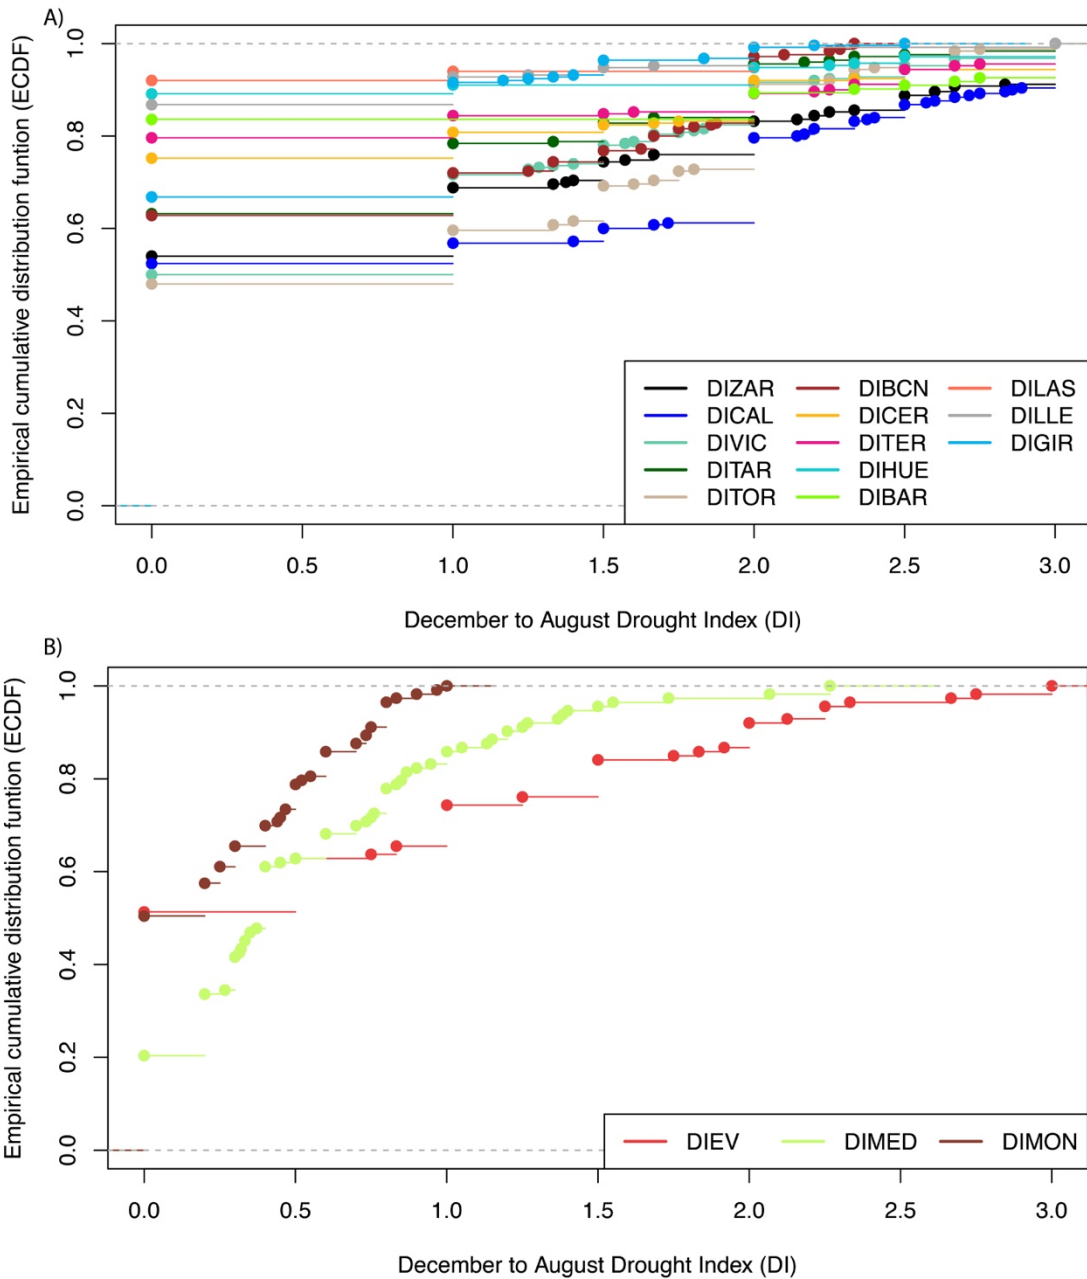 A)
Empirical cumulative distribution funtion (ECDF)
1.0
0.8
0.6
0.4
0.2
0.0
DIZAR DIBCN DILAS
DICAL DICER DILLE
DIVIC DITER DIGIR
DITAR DIHUE
DITOR DIBAR
0.0 0.5 1.0 1.5 2.0 2.5 3.0
December to August Drought Index (DI)
B)
Empirical cumulative distribution funtion (ECDF)
1.0
0.8
0.6
0.4
0.2
0.0
DIEV DIMED DIMON
0.0 0.5 1.0 1.5 2.0 2.5 3.0
December to August Drought Index (DI)